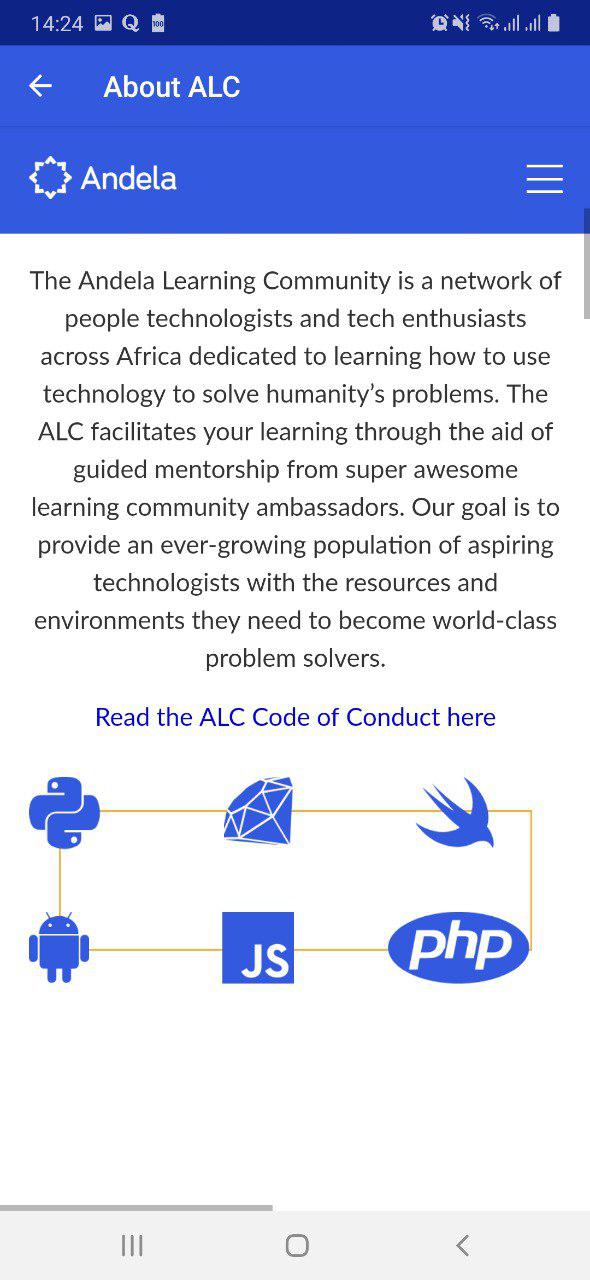 14:24 Q 100
About ALC
Andela
The Andela Learning Community is a network of
people technologists and tech enthusiasts
across Africa dedicated to learning how to use
technology to solve humanity’s problems. The
ALC facilitates your learning through the aid of
guided mentorship from super awesome
learning community ambassadors. Our goal is to
provide an ever-growing population of aspiring
technologists with the resources and
environments they need to become world-class
problem solvers.
Read the ALC Code of Conduct here
JS
php